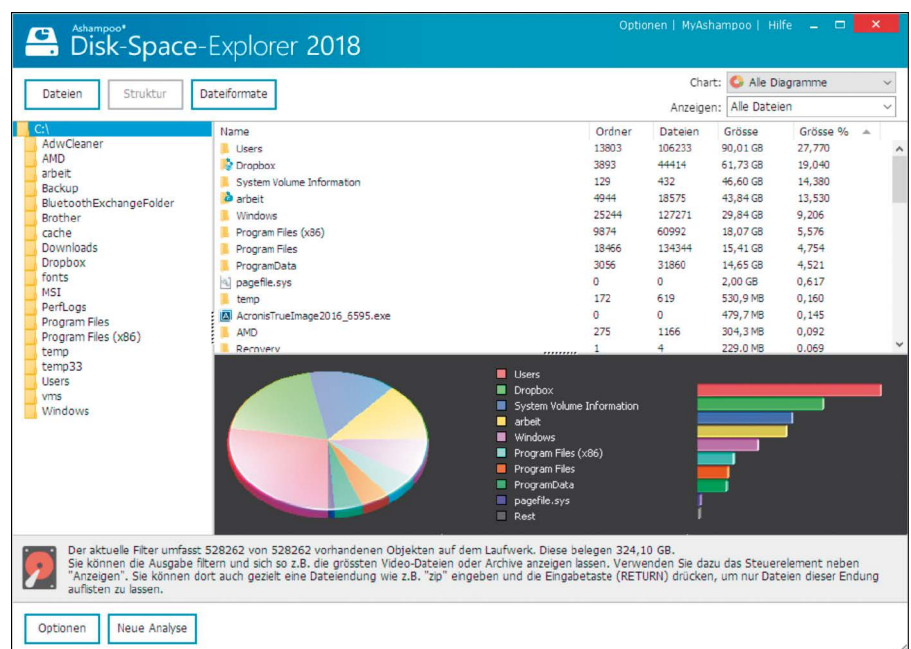 Ashampoo®
Disk-Space-Explorer 2018
Optionen | MyAshampoo | Hilfe
Dateien Struktur Dateiformate
Chart: Alle Diagramme
Anzeigen: Alle Dateien
C:\
AdwCleaner
AMD
arbeit
Backup
BluetoothExchangeFolder
Brother
cache
Downloads
Dropbox
fonts
MSI
PerfLogs
Program Files
Program Files (x86)
temp
temp33
Users
vms
Windows
Name Ordner Dateien Grösse Grösse %
Users 13803 106233 90,01 GB 27,770
Dropbox 3893 44414 61,73 GB 19,040
System Volume Information 129 432 46,60 GB 14,380
arbeit 4944 18575 43,84 GB 13,530
Windows 25244 127271 29,84 GB 9,206
Program Files (x86) 9874 60992 18,07 GB 5,576
Program Files 18466 134344 15,41 GB 4,754
ProgramData 3056 31860 14,65 GB 4,521
pagefile.sys 0 0 2,00 GB 0,617
temp 172 619 530,9 MB 0,160
AcronisTrueImage2016_6595.exe 0 0 479,7 MB 0,145
AMD 275 1166 304,3 MB 0,092
Recovery 1 4 229,0 MB 0,069
Users
Dropbox
System Volume Information
arbeit
Windows
Program Files (x86)
Program Files
ProgramData
pagefile.sys
Rest
Der aktuelle Filter umfasst 528262 von 528262 vorhandenen Objekten auf dem Laufwerk. Diese belegen 324,10 GB.
Sie können die Ausgabe filtern und sich so z.B. die grössten Video-Dateien oder Archive anzeigen lassen. Verwenden Sie dazu das Steuerelement neben
"Anzeigen". Sie können dort auch gezielt eine Dateiendung wie z.B. "zip" eingeben und die Eingabetaste (RETURN) drücken, um nur Dateien dieser Endung
auflisten zu lassen.
Optionen Neue Analyse